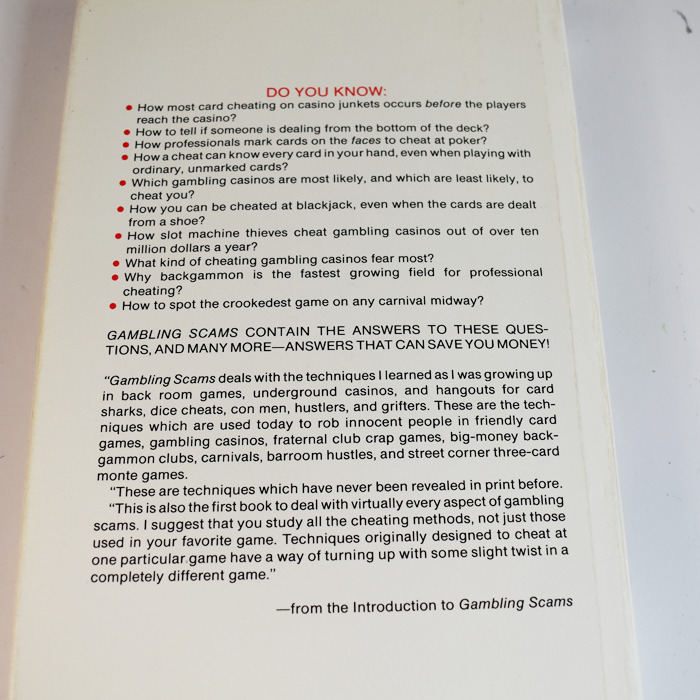 DO YOU KNOW:
• How most card cheating on casino junkets occurs before the players
reach the casino?
• How to tell if someone is dealing from the bottom of the deck?
• How professionals mark cards on the faces to cheat at poker?
• How a cheat can know every card in your hand, even when playing with
ordinary, unmarked cards?
• Which gambling casinos are most likely, and which are least likely, to
cheat you?
• How you can be cheated at blackjack, even when the cards are dealt
from a shoe?
• How slot machine thieves cheat gambling casinos out of over ten
million dollars a year?
• What kind of cheating gambling casinos fear most?
• Why backgammon is the fastest growing field for professional
cheating?
• How to spot the crookedest game on any carnival midway?
GAMBLING SCAMS CONTAIN THE ANSWERS TO THESE QUES-
TIONS, AND MANY MORE—ANSWERS THAT CAN SAVE YOU MONEY!
"Gambling Scams deals with the techniques I learned as I was growing up
in back room games, underground casinos, and hangouts for card
sharks, dice cheats, con men, hustlers, and grifters. These are the tech-
niques which are used today to rob innocent people in friendly card
games, gambling casinos, fraternal club crap games, big-money back-
gammon clubs, carnivals, barroom hustles, and street corner three-card
monte games.
"These are techniques which have never been revealed in print before.
"This is also the first book to deal with virtually every aspect of gambling
scams. I suggest that you study all the cheating methods, not just those
used in your favorite game. Techniques originally designed to cheat at
one particular game have a way of turning up with some slight twist in a
completely different game."
—from the Introduction to Gambling Scams